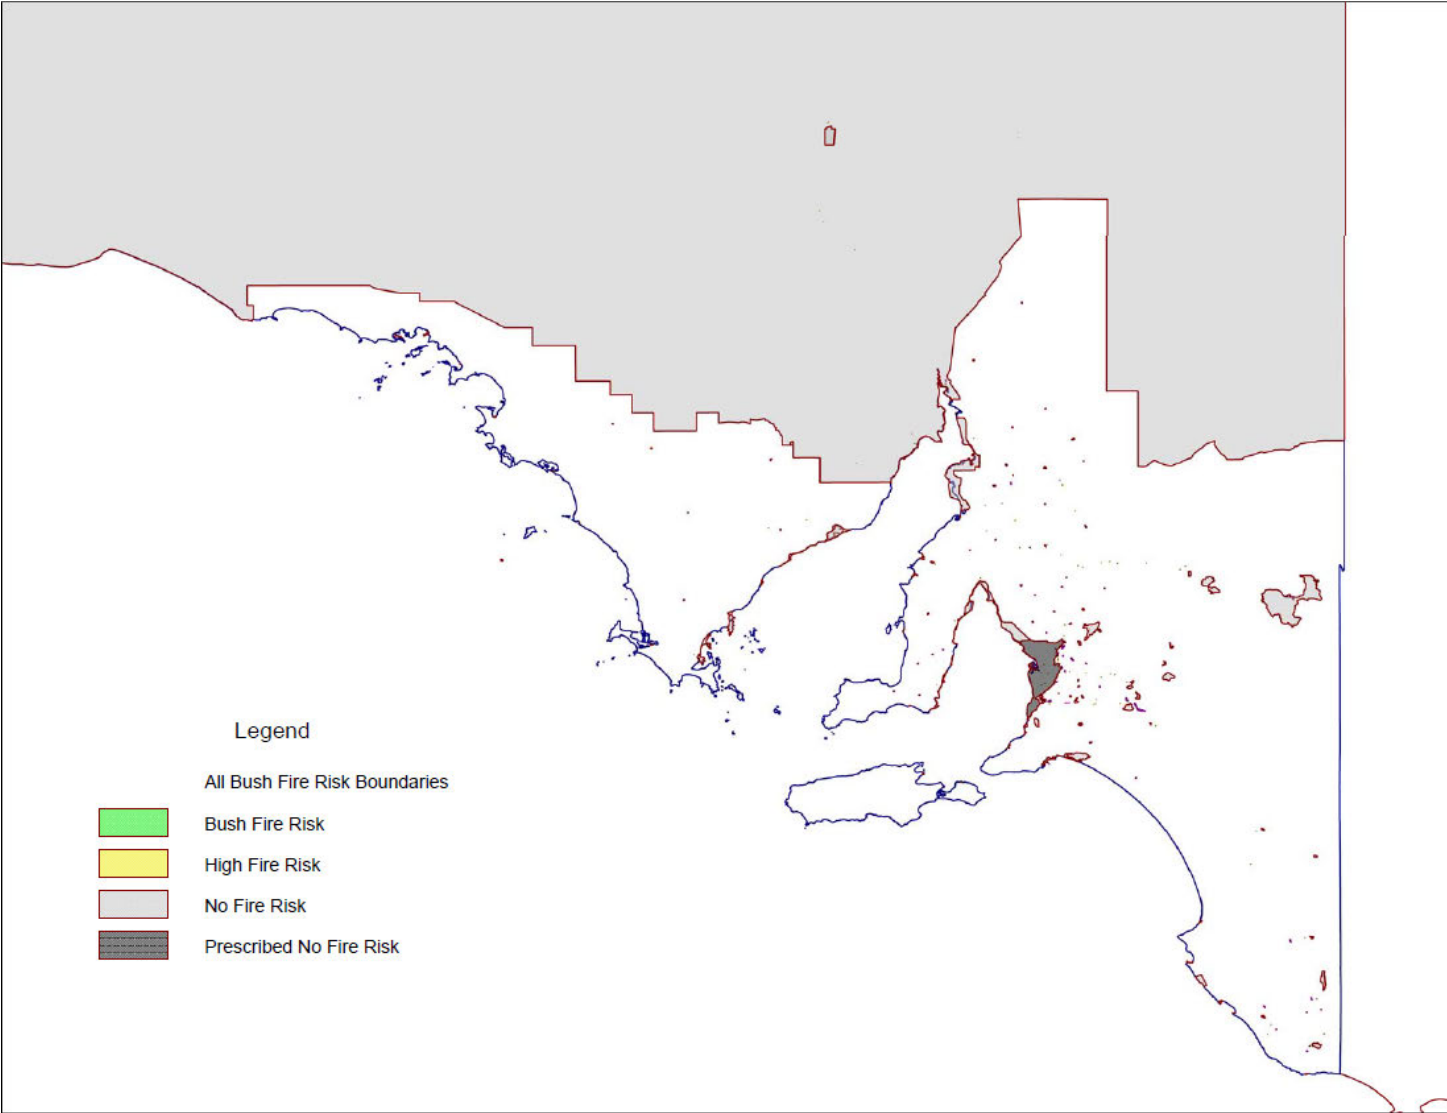 Legend
All Bush Fire Risk Boundaries
Bush Fire Risk
High Fire Risk
No Fire Risk
Prescribed No Fire Risk